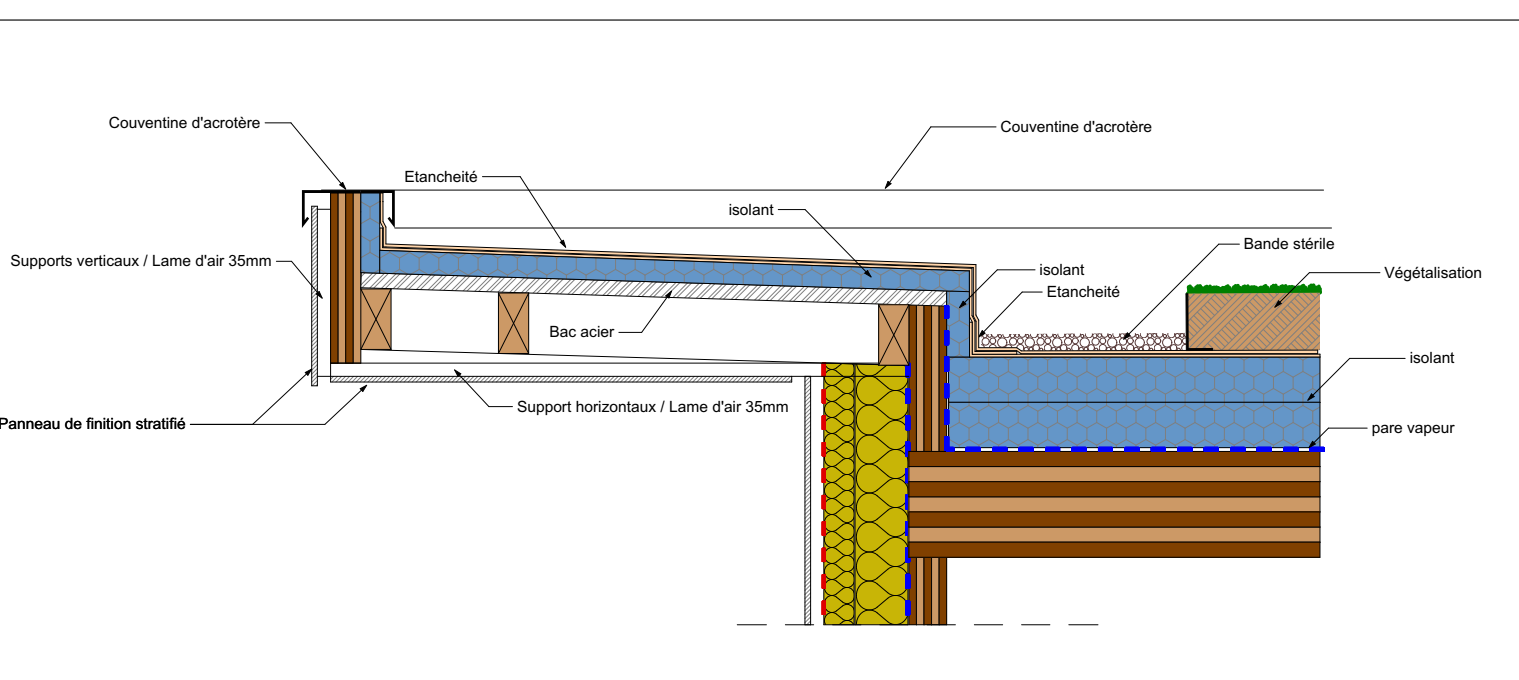 Couventine d'acrotère
Couventine d'acrotère
Etancheité
isolant
Bande stérile
Supports verticaux / Lame d'air 35mm
isolant
Végétalisation
Etancheité
Bac acier
isolant
Support horizontaux / Lame d'air 35mm
Panneau de finition stratifié
pare vapeur